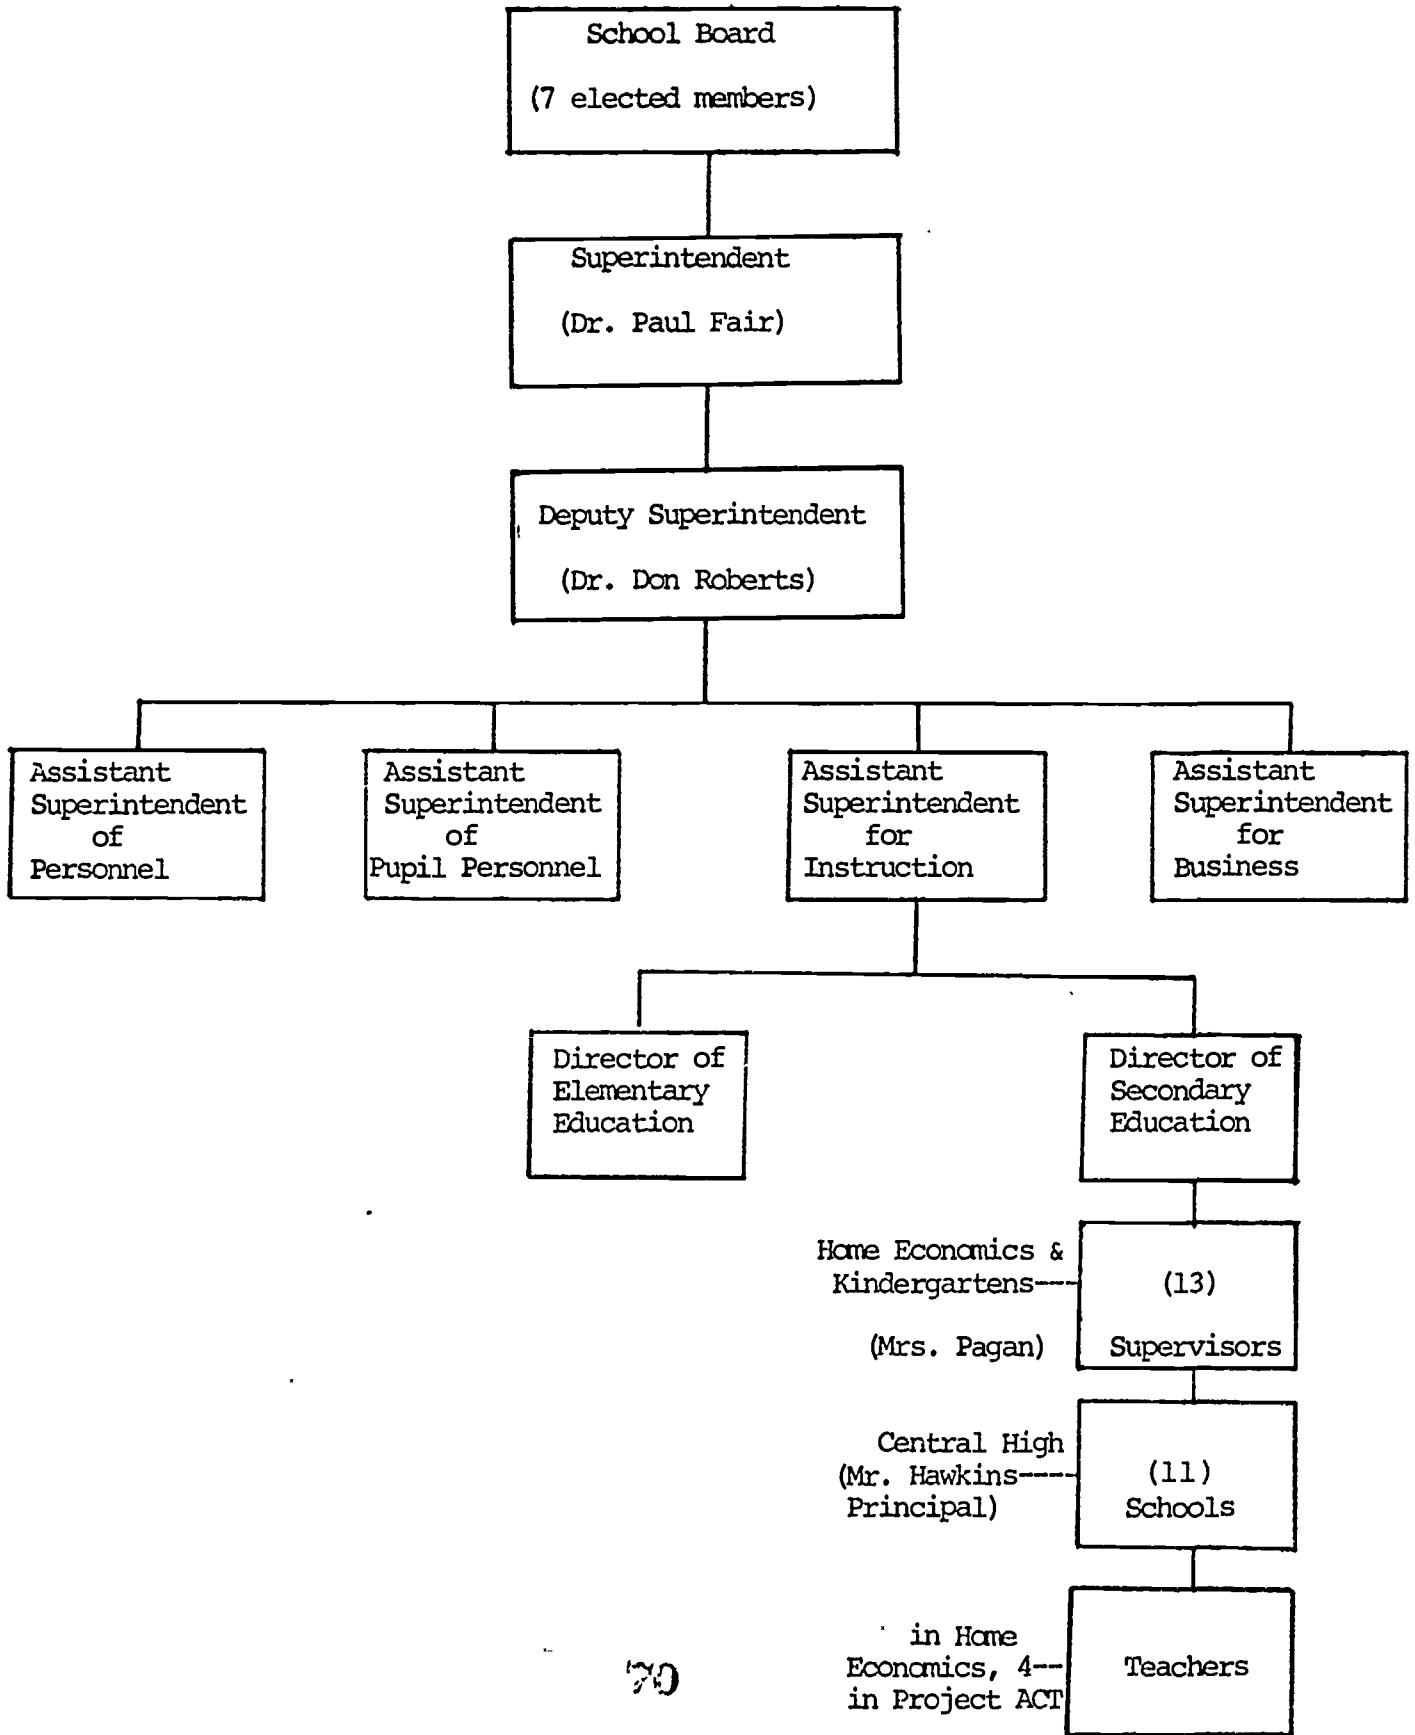 School Board
(7 elected members)
Superintendent
(Dr. Paul Fair)
Deputy Superintendent
(Dr. Don Roberts)
Assistant
Superintendent
of
Personnel
Assistant
Superintendent
of
Pupil Personnel
Assistant
Superintendent
for
Instruction
Assistant
Superintendent
for
Business
Director of
Elementary
Education
Director of
Secondary
Education
Home Economics &
Kindergartens----
(Mrs. Pagan)
(13)
Supervisors
Central High
(Mr. Hawkins-----
Principal)
(11)
Schools
in Home
Economics, 4--
in Project ACT
Teachers